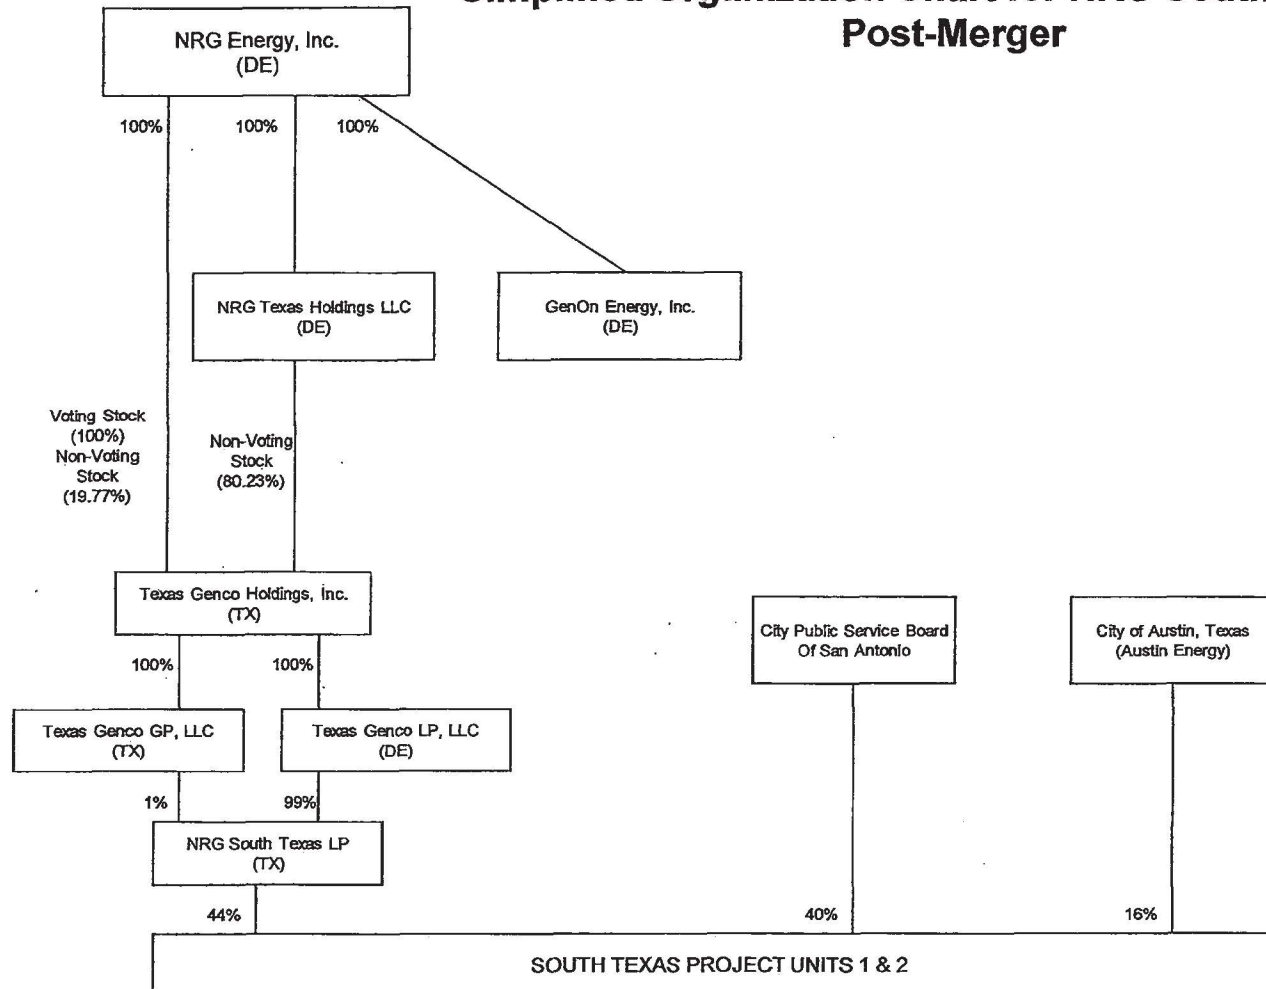 Post-Merger
NRG Energy, Inc.
(DE)
100%
100%
100%
NRG Texas Holdings LLC
(DE)
GenOn Energy, Inc.
(DE)
Voting Stock
(100%)
Non-Voting
Stock
(19.77%)
Non-Voting
Stock
(80.23%)
Texas Genco Holdings, Inc.
(TX)
City Public Service Board
Of San Antonio
City of Austin, Texas
(Austin Energy)
100%
100%
Texas Genco GP, LLC
(TX)
Texas Genco LP, LLC
(DE)
1%
99%
NRG South Texas LP
(TX)
44%
40%
16%
SOUTH TEXAS PROJECT UNITS 1 & 2